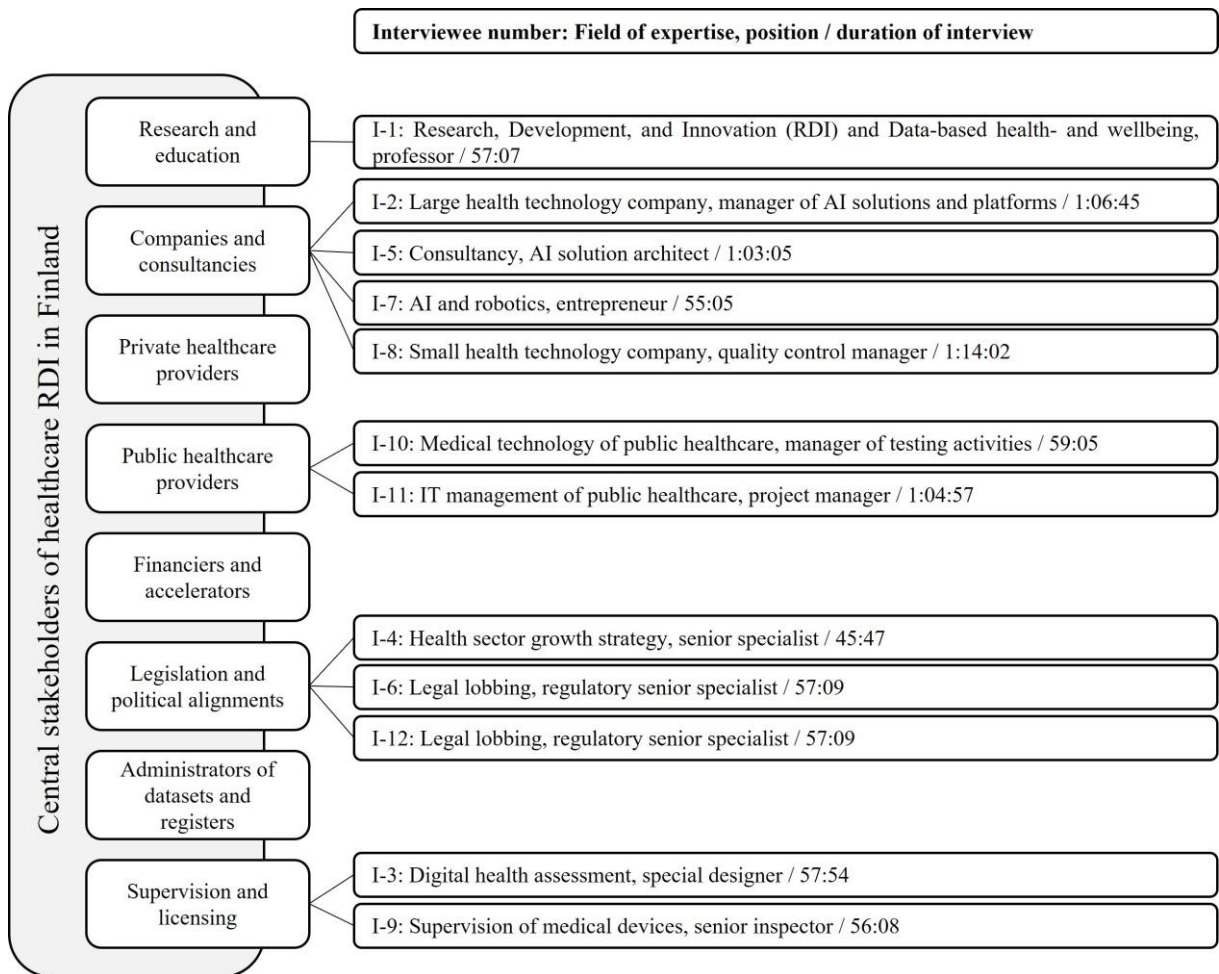 Interviewee number: Field of expertise, position / duration of interview
Central stakeholders of healthcare RDI in Finland
Research and
education
I-1: Research, Development, and Innovation (RDI) and Data-based health- and wellbeing,
professor / 57:07
Companies and
consultancies
I-2: Large health technology company, manager of AI solutions and platforms / 1:06:45
I-5: Consultancy, AI solution architect / 1:03:05
I-7: AI and robotics, entrepreneur / 55:05
I-8: Small health technology company, quality control manager / 1:14:02
Private healthcare
providers
Public healthcare
providers
I-10: Medical technology of public healthcare, manager of testing activities / 59:05
I-11: IT management of public healthcare, project manager / 1:04:57
Financiers and
accelerators
Legislation and
political alignments
I-4: Health sector growth strategy, senior specialist / 45:47
I-6: Legal lobbing, regulatory senior specialist / 57:09
I-12: Legal lobbing, regulatory senior specialist / 57:09
Administrators of
datasets and
registers
Supervision and
licensing
I-3: Digital health assessment, special designer / 57:54
I-9: Supervision of medical devices, senior inspector / 56:08